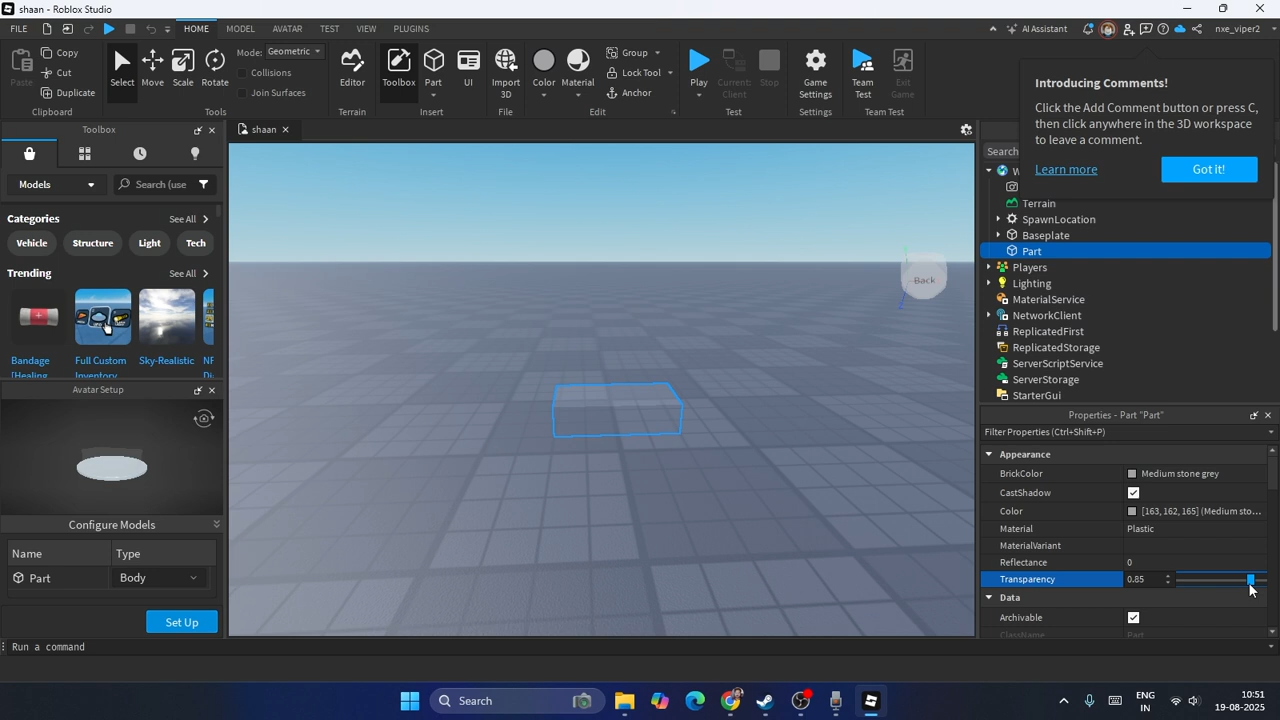 shaan - Roblox Studio
FILE HOME MODEL AVATAR TEST VIEW PLUGINS AI Assistant nxe_viper2
Paste Copy Cut Duplicate
Clipboard
Select Move Scale Rotate Mode: Geometric Collisions Join Surfaces
Tools
Editor
Terrain
Toolbox Part UI
Insert
Import 3D
File
Color Material Group Lock Tool Anchor
Edit
Play Current: Client Stop
Test
Game Settings
Settings
Team Test Exit Game
Team Test
Introducing Comments!
Click the Add Comment button or press C,
then click anywhere in the 3D workspace
to leave a comment.
Learn more Got it!
Toolbox
Models Search (use
Categories See All
Vehicle Structure Light Tech
Trending See All
Bandage [Healing
Full Custom Inventory
Sky-Realistic
Avatar Setup
Configure Models
Name Type
Part Body
Set Up
shaan
Back
Search
W
Terrain
SpawnLocation
Baseplate
Part
Players
Lighting
MaterialService
NetworkClient
ReplicatedFirst
ReplicatedStorage
ServerScriptService
ServerStorage
StarterGui
Properties - Part "Part"
Filter Properties (Ctrl+Shift+P)
Appearance
BrickColor Medium stone grey
CastShadow
Color [163, 162, 165] (Medium sto...
Material Plastic
MaterialVariant
Reflectance 0
Transparency 0.85
Data
Archivable
ClassName Part
Run a command
Search
ENG
IN
10:51
19-08-2025